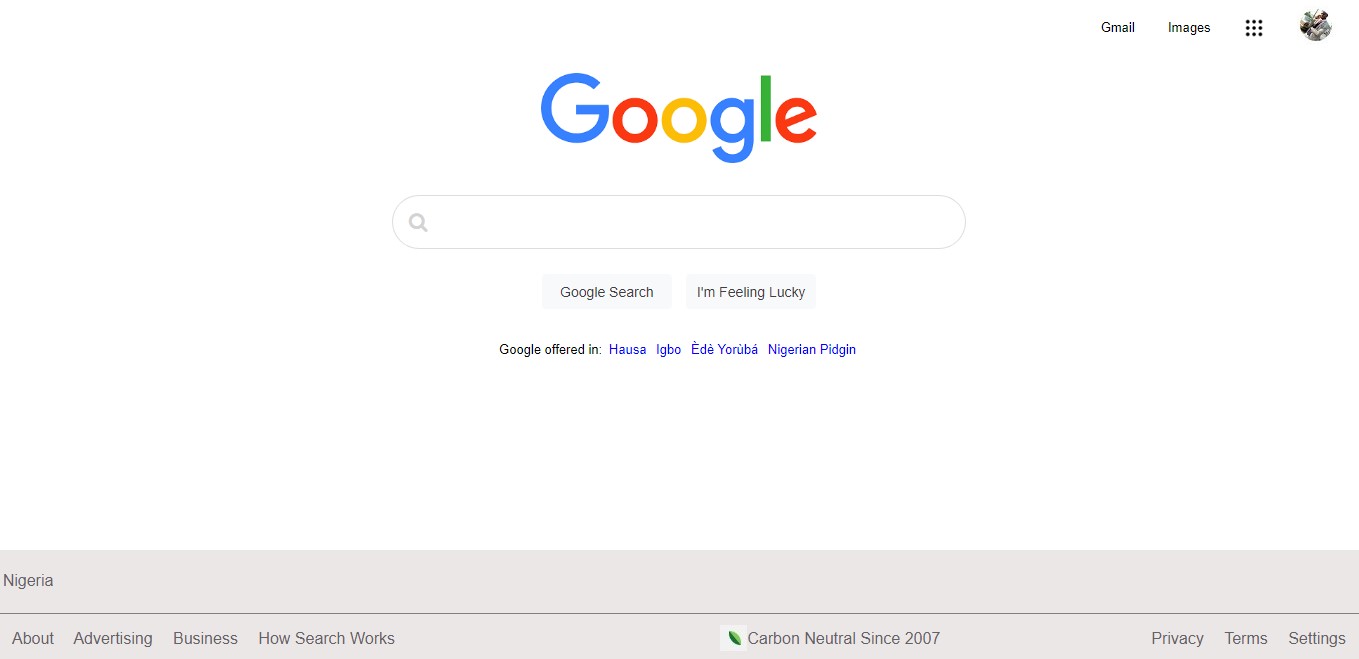 Gmail Images
Google
Google Search I'm Feeling Lucky
Google offered in: Hausa Igbo Èdè Yorùbá Nigerian Pidgin
Nigeria
About Advertising Business How Search Works Carbon Neutral Since 2007 Privacy Terms Settings